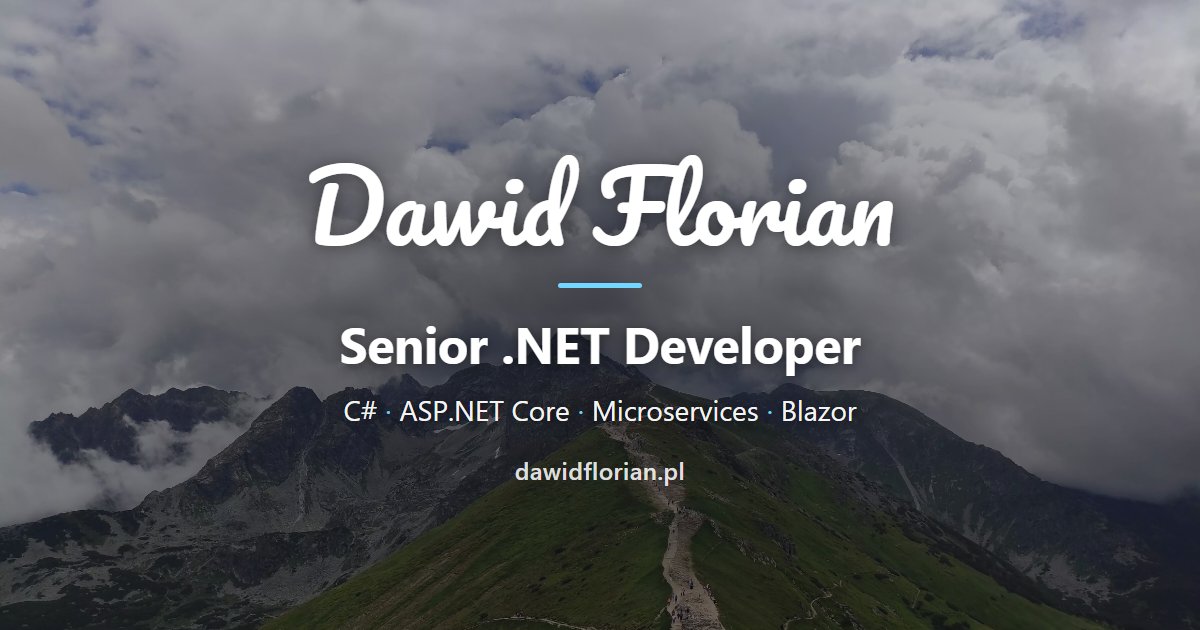 Dawid Florian
Senior .NET Developer
C# · ASP.NET Core · Microservices · Blazor
dawidflorian.pl